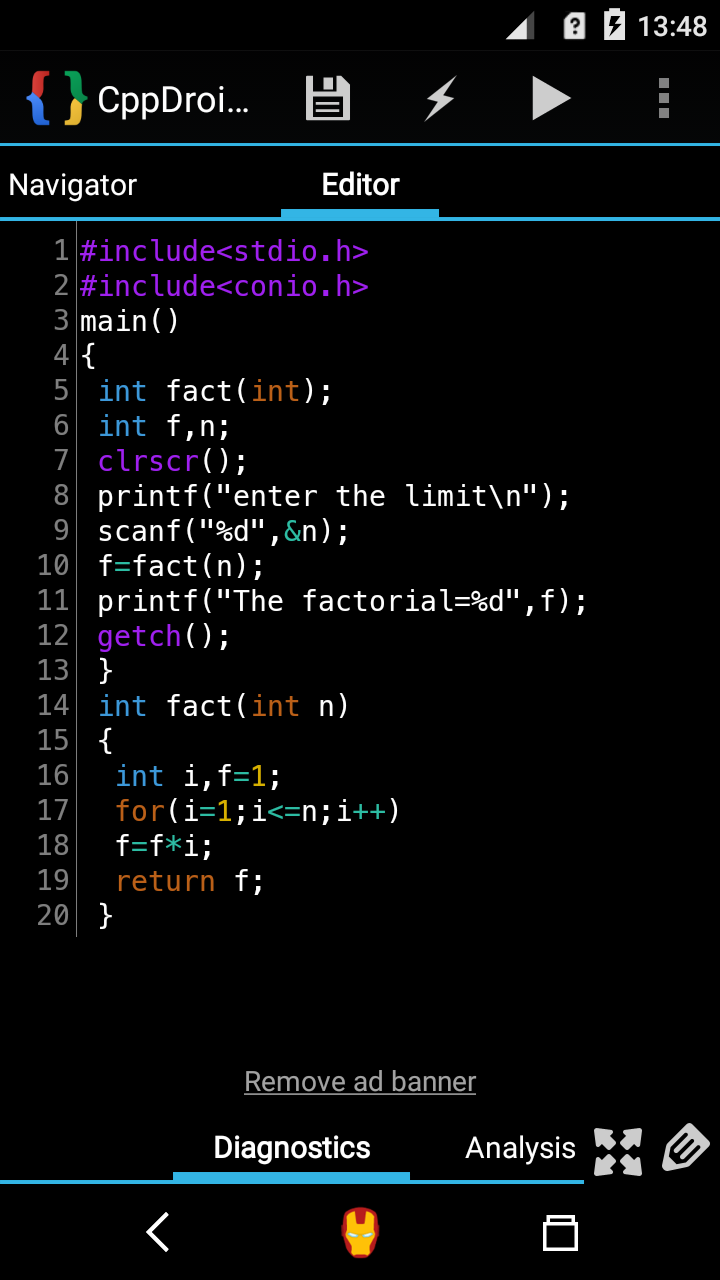 13:48
CppDroi...
Navigator Editor
1 #include<stdio.h>
2 #include<conio.h>
3 main()
4 {
5 int fact(int);
6 int f,n;
7 clrscr();
8 printf("enter the limit\n");
9 scanf("%d",&n);
10 f=fact(n);
11 printf("The factorial=%d",f);
12 getch();
13 }
14 int fact(int n)
15 {
16 int i,f=1;
17 for(i=1;i<=n;i++)
18 f=f*i;
19 return f;
20 }
Remove ad banner
Diagnostics Analysis